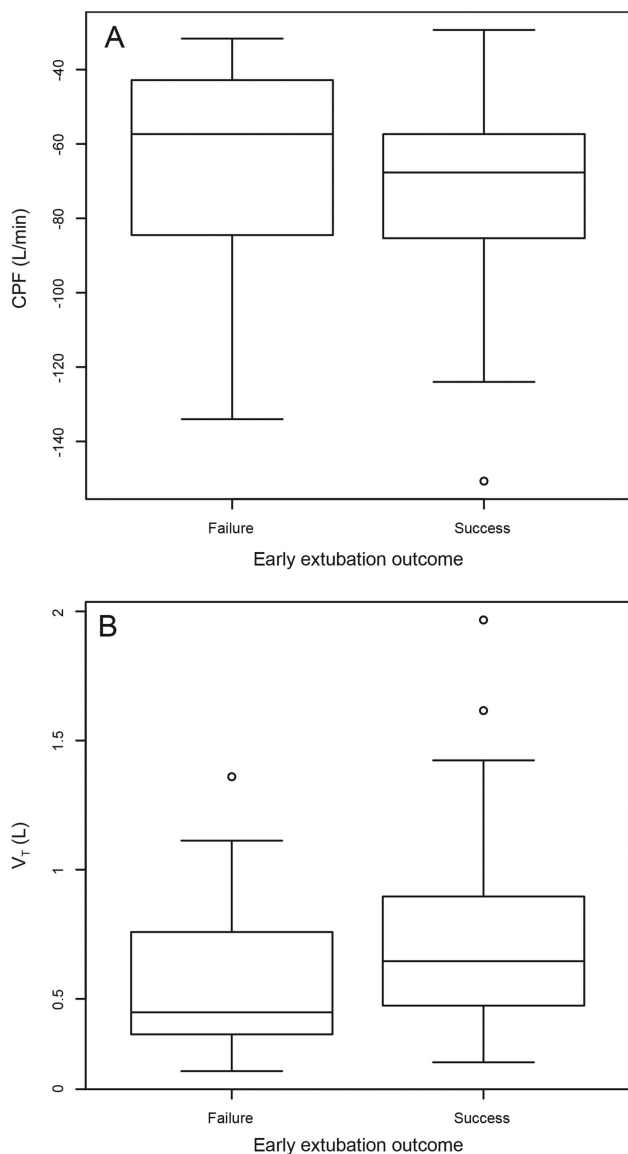 A
-40
-60
-80
-100
-120
-140
CPF (L/min)
Failure Success
Early extubation outcome
B
2
1.5
1
0.5
0
V_T (L)
Failure Success
Early extubation outcome